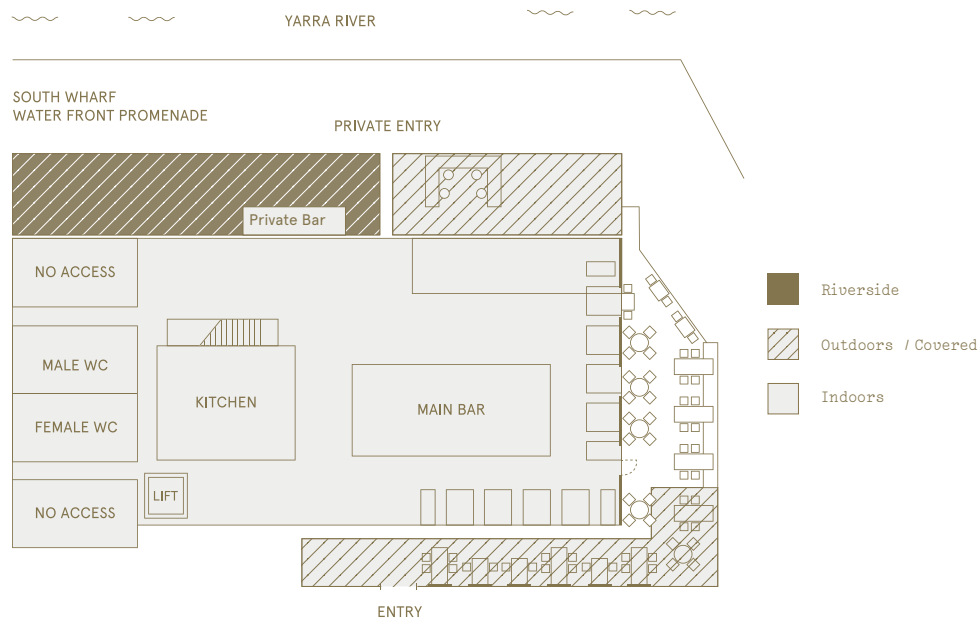 YARRA RIVER
SOUTH WHARF
WATER FRONT PROMENADE
PRIVATE ENTRY
Private Bar
NO ACCESS
MALE WC
KITCHEN
MAIN BAR
FEMALE WC
LIFT
NO ACCESS
ENTRY
Riverside
Outdoors / Covered
Indoors